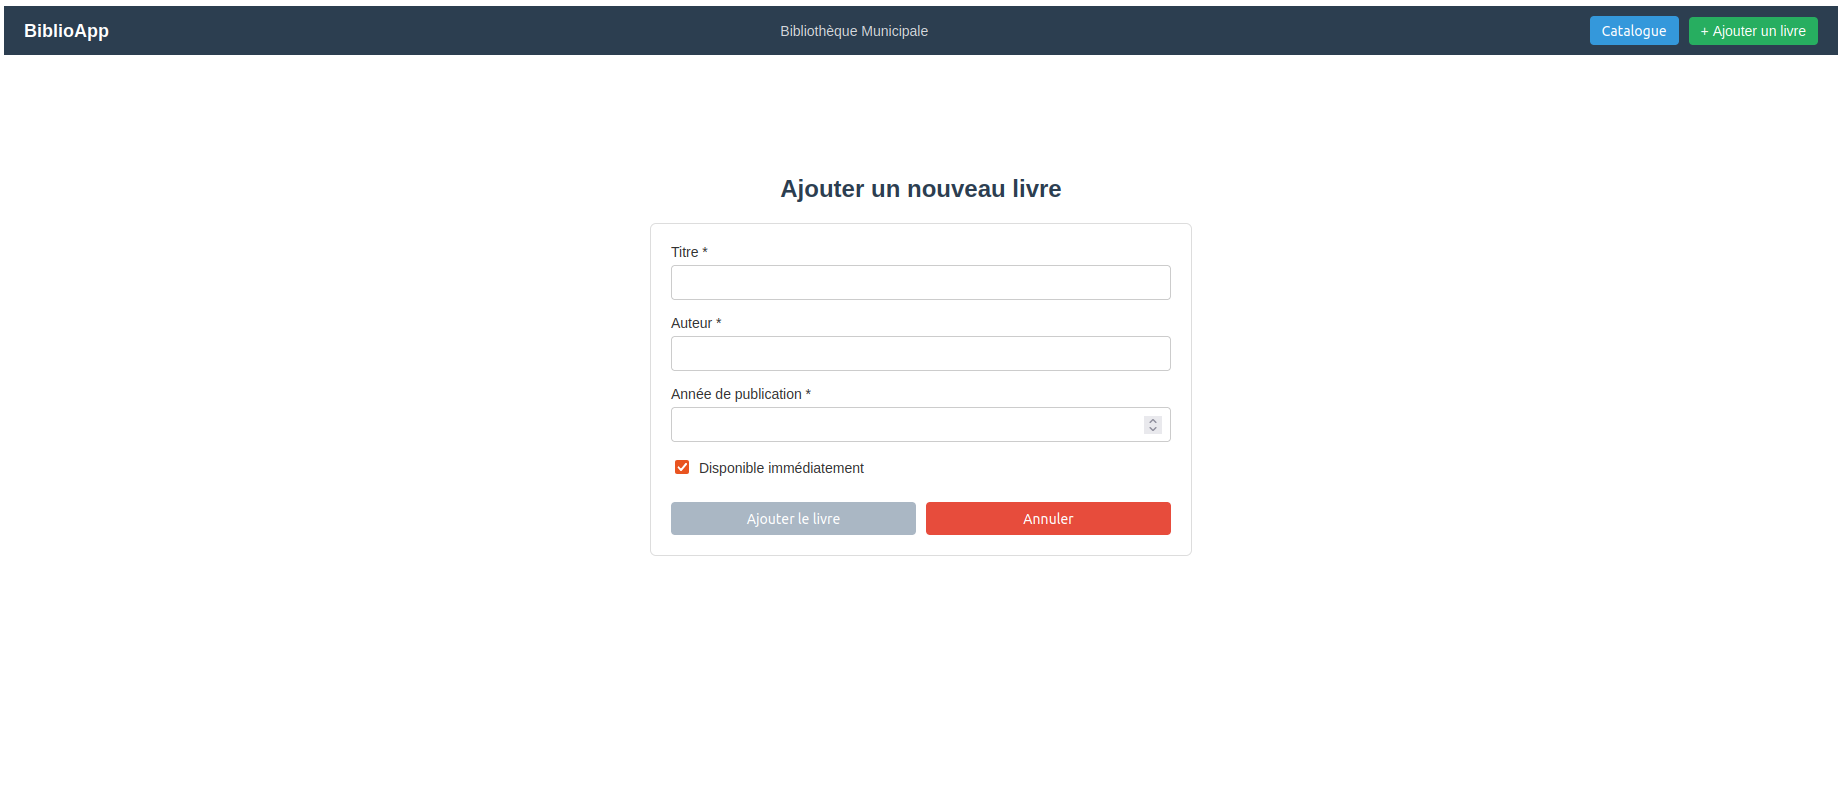 BiblioApp
Bibliothèque Municipale
Catalogue
+ Ajouter un livre
Ajouter un nouveau livre
Titre *
Auteur *
Année de publication *
Disponible immédiatement
Ajouter le livre
Annuler